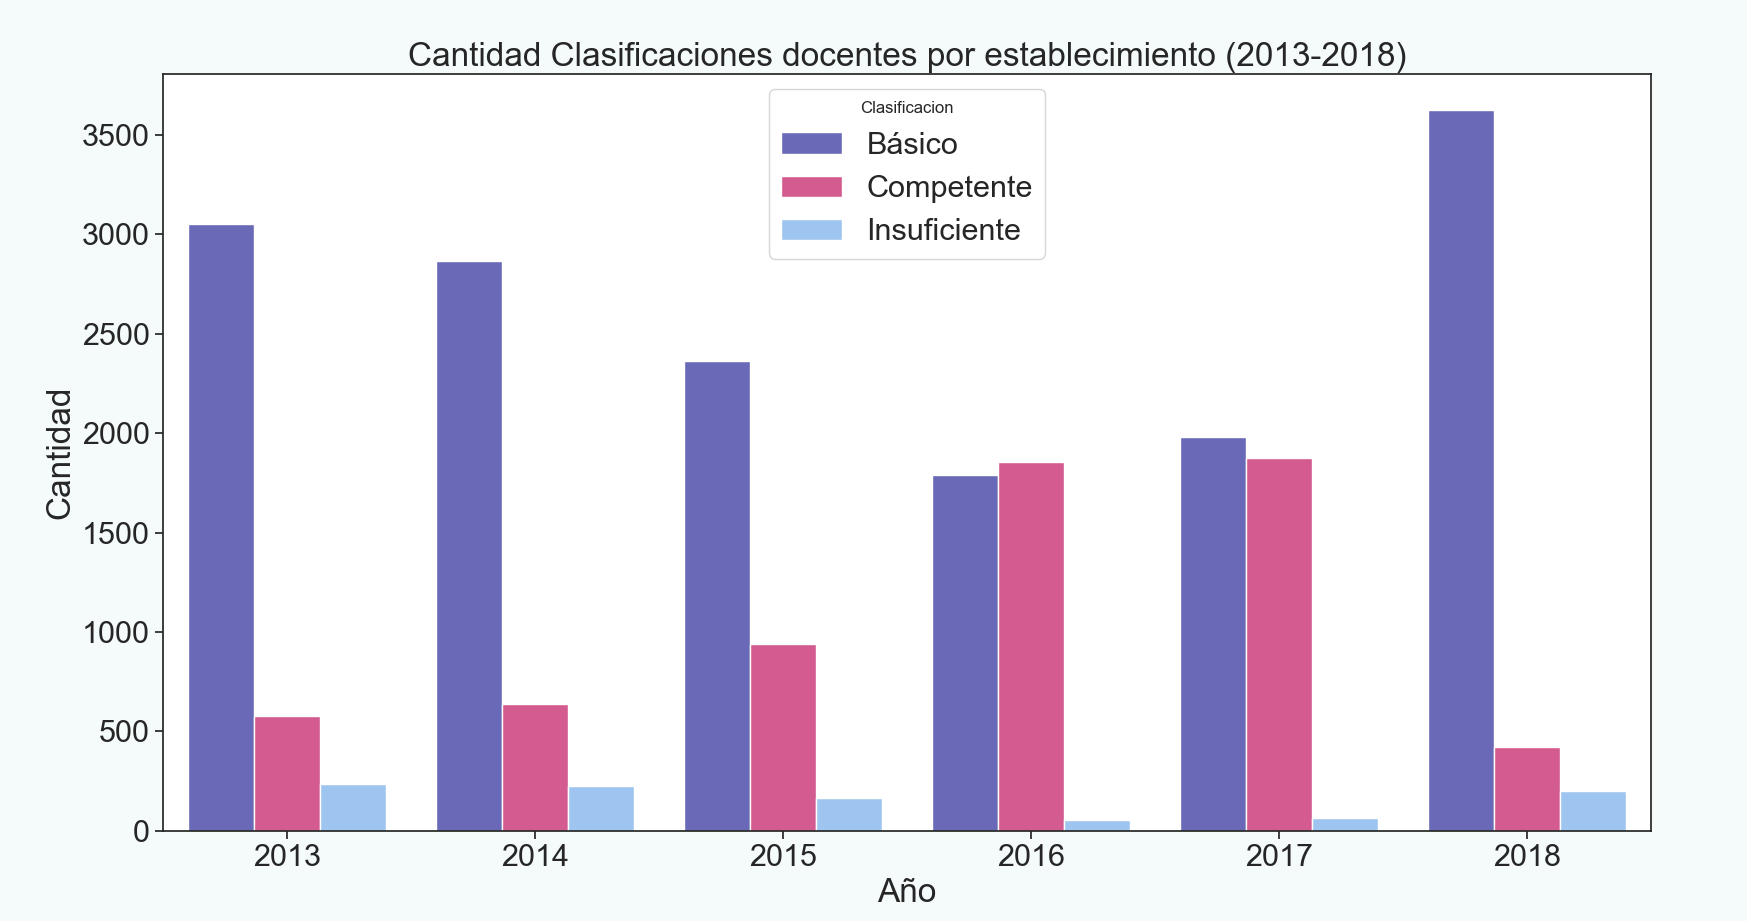 Cantidad Clasificaciones docentes por establecimiento (2013-2018)
Clasificacion
Básico
Competente
Insuficiente
3500
3000
2500
2000
1500
1000
500
0
Cantidad
2013 2014 2015 2016 2017 2018
Año